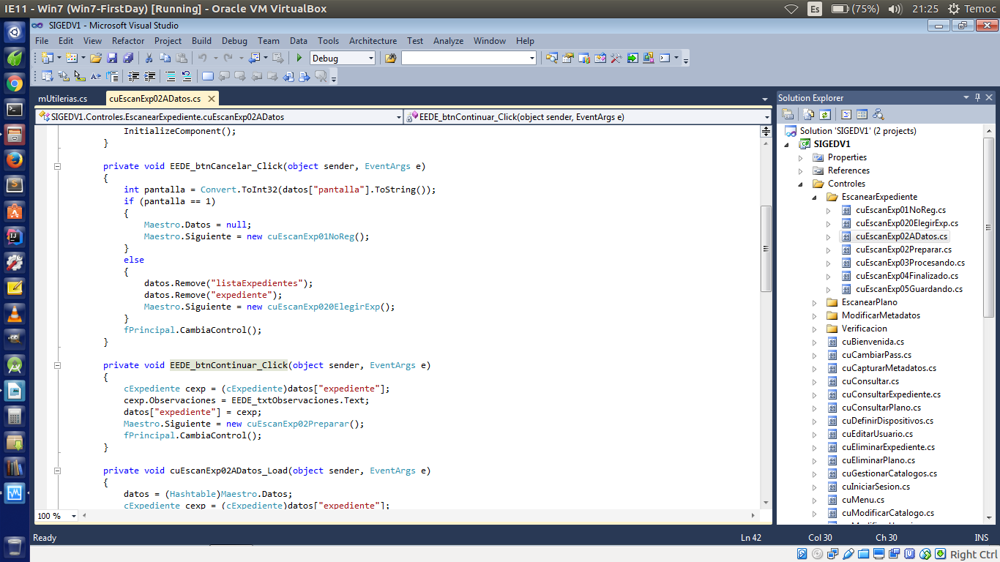 IE11 - Win7 (Win7-FirstDay) [Running] - Oracle VM VirtualBox
Es (75%) 21:25 Temoc
SIGEDV1 - Microsoft Visual Studio
File Edit View Refactor Project Build Debug Team Data Tools Architecture Test Analyze Window Help
Debug
mUtilerias.cs cuEscanExp02ADatos.cs
SIGEDV1.Controles.EscanearExpediente.cuEscanExp02ADatos EEDE_btnContinuar_Click(object sender, EventArgs e)
InitializeComponent();
}
private void EEDE_btnCancelar_Click(object sender, EventArgs e)
{
int pantalla = Convert.ToInt32(datos["pantalla"].ToString());
if (pantalla == 1)
{
Maestro.Datos = null;
Maestro.Siguiente = new cuEscanExp01NoReg();
}
else
{
datos.Remove("listaExpedientes");
datos.Remove("expediente");
Maestro.Siguiente = new cuEscanExp020ElegirExp();
}
fPrincipal.CambiaControl();
}
private void EEDE_btnContinuar_Click(object sender, EventArgs e)
{
cExpediente cexp = (cExpediente)datos["expediente"];
cexp.Observaciones = EEDE_txtObservaciones.Text;
datos["expediente"] = cexp;
Maestro.Siguiente = new cuEscanExp02Preparar();
fPrincipal.CambiaControl();
}
private void cuEscanExp02ADatos_Load(object sender, EventArgs e)
{
datos = (Hashtable)Maestro.Datos;
cExpediente cexp = (cExpediente)datos["expediente"];
100 %
Solution Explorer
Solution 'SIGEDV1' (2 projects)
SIGEDV1
Properties
References
Controles
EscanearExpediente
cuEscanExp01NoReg.cs
cuEscanExp020ElegirExp.cs
cuEscanExp02ADatos.cs
cuEscanExp02Preparar.cs
cuEscanExp03Procesando.cs
cuEscanExp04Finalizado.cs
cuEscanExp05Guardando.cs
EscanearPlano
ModificarMetadatos
Verificacion
cuBienvenida.cs
cuCambiarPass.cs
cuCapturarMetadatos.cs
cuConsultar.cs
cuConsultarExpediente.cs
cuConsultarPlano.cs
cuDefinirDispositivos.cs
cuEditarUsuario.cs
cuEliminarExpediente.cs
cuEliminarPlano.cs
cuGestionarCatalogos.cs
cuIniciarSesion.cs
cuMenu.cs
cuModificarCatalogo.cs
Ready Ln 42 Col 30 Ch 30 INS
Right Ctrl